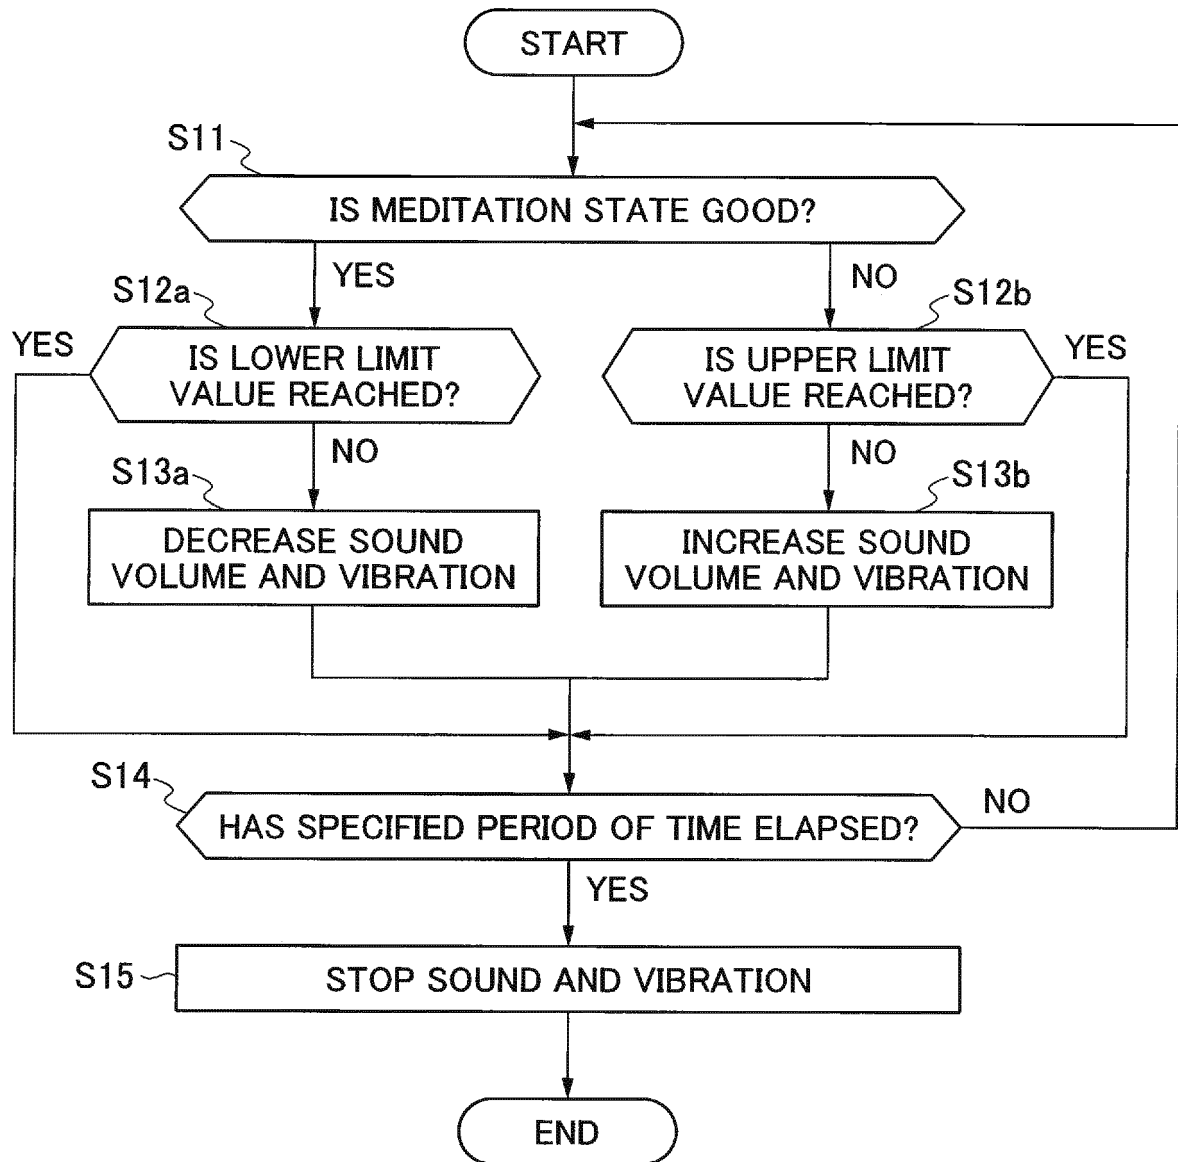 START
S11
IS MEDITATION STATE GOOD?
YES
NO
S12a
S12b
YES
IS LOWER LIMIT
VALUE REACHED?
IS UPPER LIMIT
VALUE REACHED?
YES
NO
NO
S13a
S13b
DECREASE SOUND
VOLUME AND VIBRATION
INCREASE SOUND
VOLUME AND VIBRATION
S14
HAS SPECIFIED PERIOD OF TIME ELAPSED?
NO
YES
S15
STOP SOUND AND VIBRATION
END